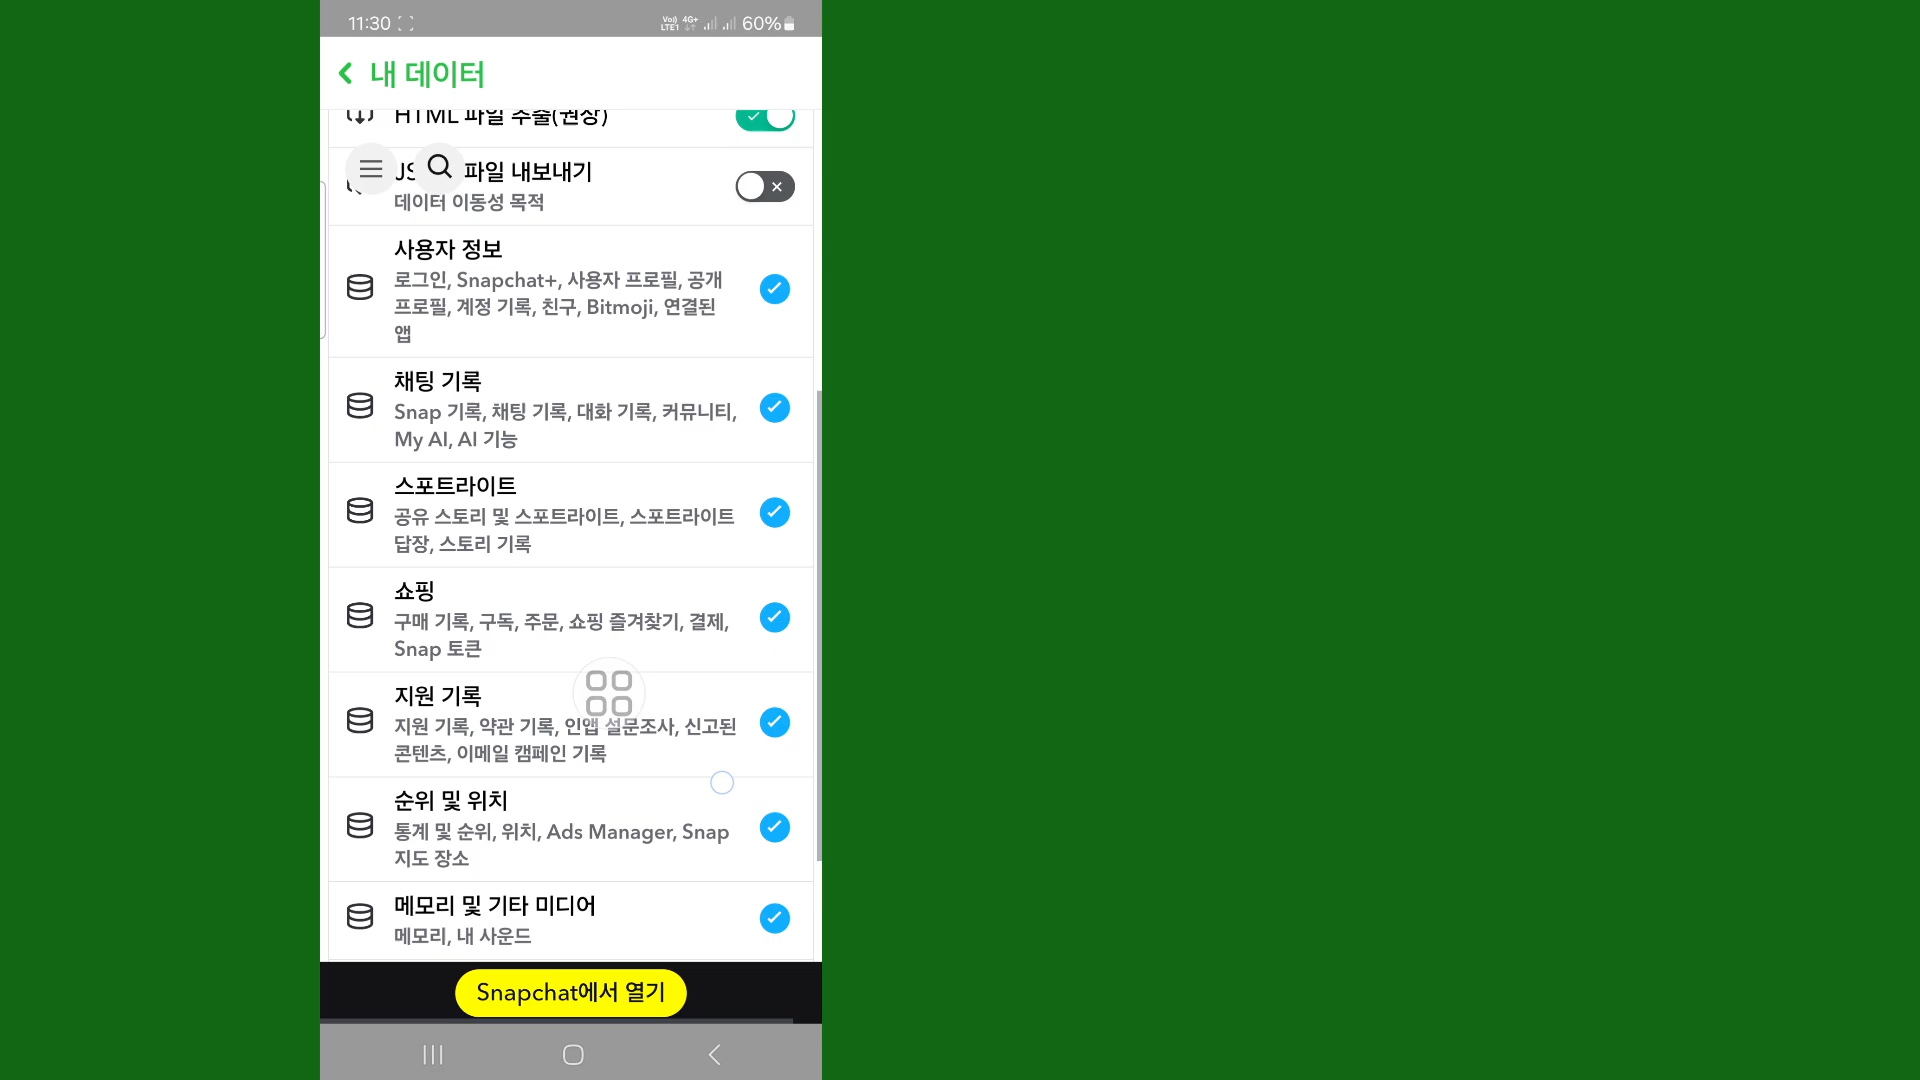 11:30
Vo) 4G+ 60%
LTE1
내 데이터
HTML 파일 추출(권장)
파일 내보내기
데이터 이동성 목적
사용자 정보
로그인, Snapchat+, 사용자 프로필, 공개
프로필, 계정 기록, 친구, Bitmoji, 연결된
앱
채팅 기록
Snap 기록, 채팅 기록, 대화 기록, 커뮤니티,
My AI, AI 기능
스포트라이트
공유 스토리 및 스포트라이트, 스포트라이트
답장, 스토리 기록
쇼핑
구매 기록, 구독, 주문, 쇼핑 즐겨찾기, 결제,
Snap 토큰
지원 기록
지원 기록, 약관 기록, 인앱 설문조사, 신고된
콘텐츠, 이메일 캠페인 기록
순위 및 위치
통계 및 순위, 위치, Ads Manager, Snap
지도 장소
메모리 및 기타 미디어
메모리, 내 사운드
Snapchat에서 열기